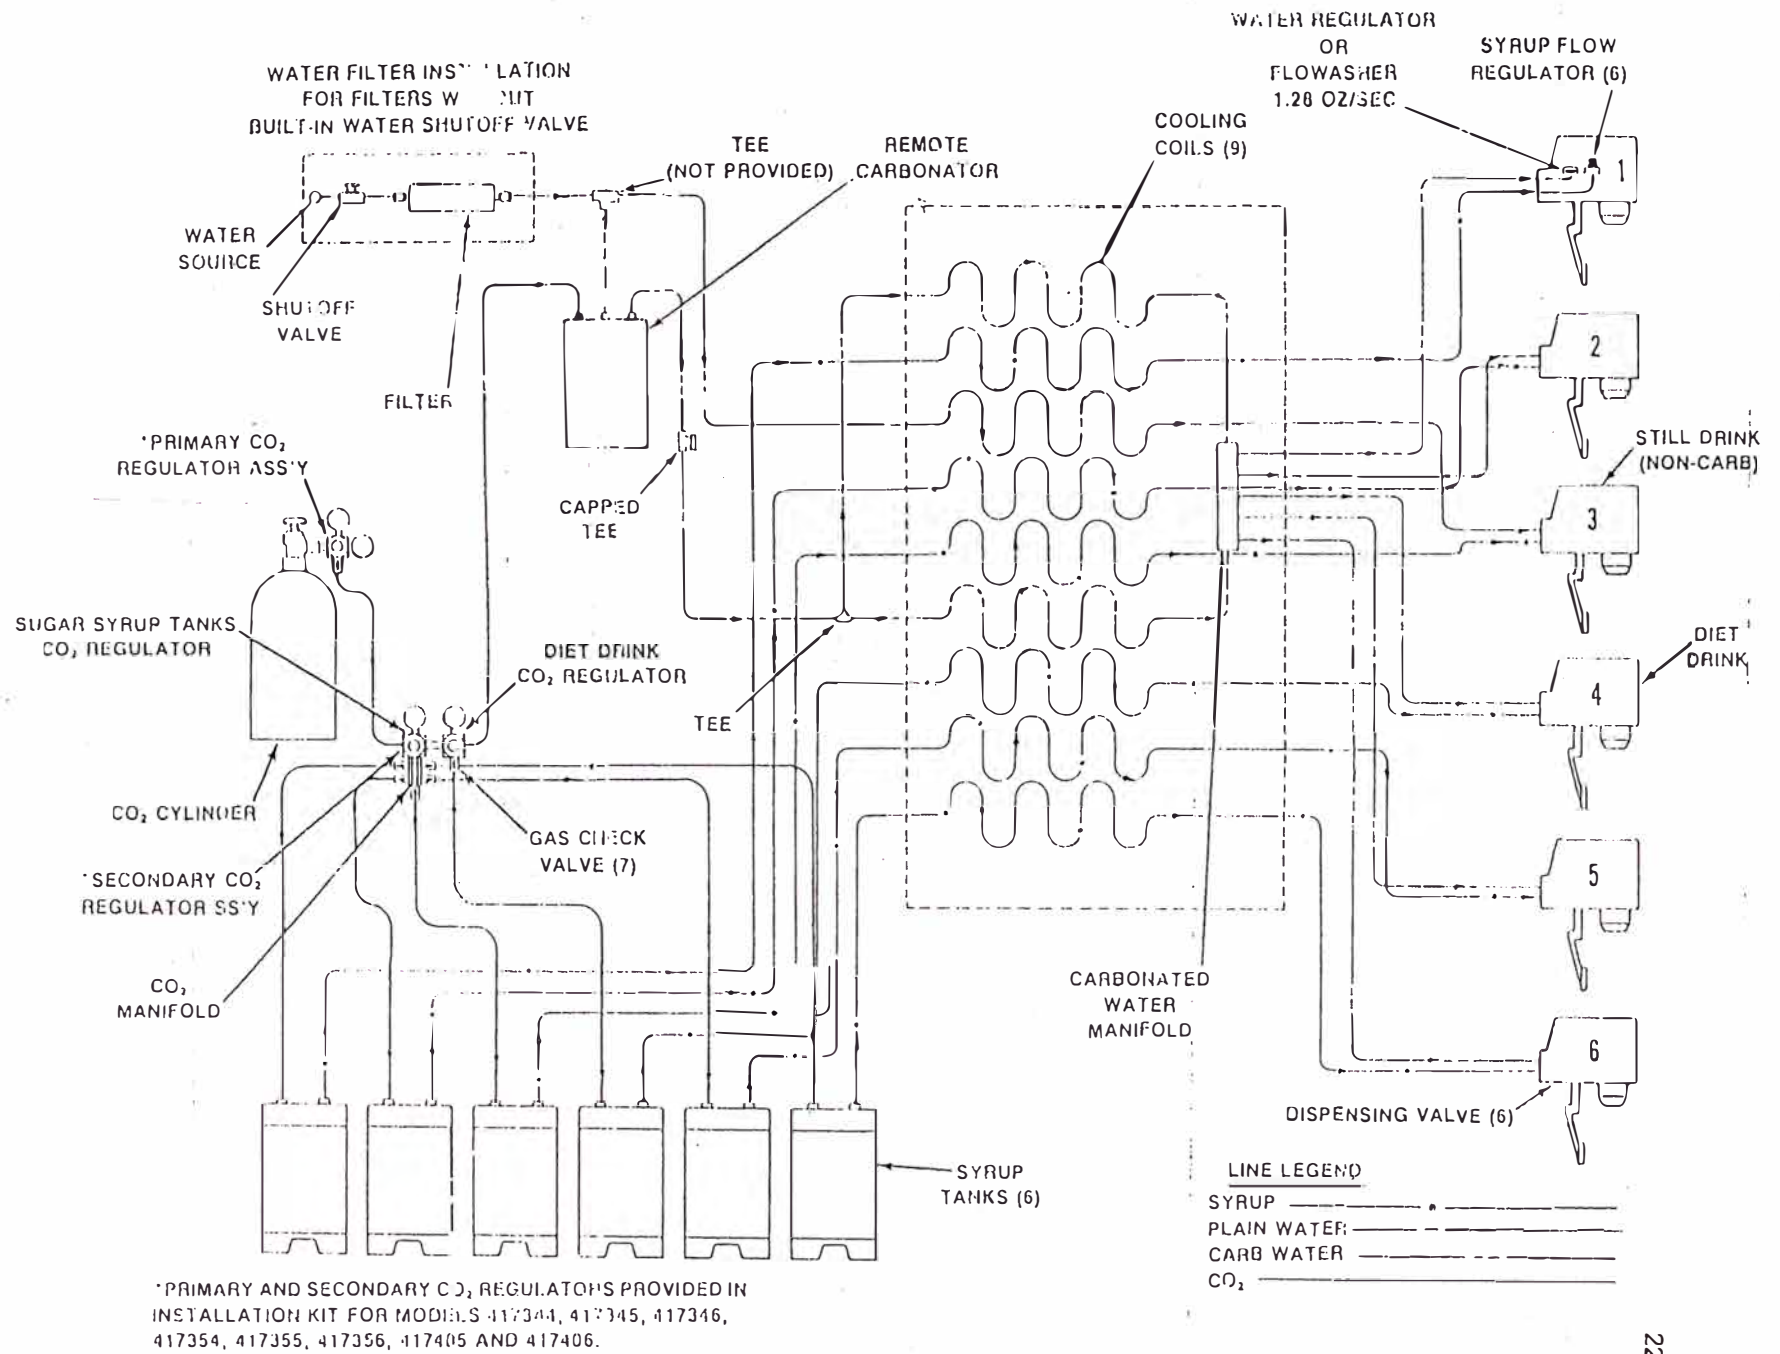 WATER REGULATOR
OR
FLOWASHER
1.28 OZ/SEC
SYRUP FLOW
REGULATOR (6)
WATER FILTER LATION
FOR FILTERS
BUILT-IN WATER SHUTOFF VALVE
TEE
(NOT PROVIDED)
REMOTE
CARBONATOR
COOLING
COILS (9)
1
WATER
SOURCE
SHUTOFF
VALVE
FILTER
2
*PRIMARY CO₂
REGULATOR ASS'Y
CAPPED
TEE
STILL DRINK
(NON-CARB)
3
SUGAR SYRUP TANKS
CO₂ REGULATOR
DIET DRINK
CO₂ REGULATOR
TEE
DIET
DRINK
4
CO₂ CYLINDER
GAS CHECK
VALVE (7)
*SECONDARY CO₂
REGULATOR SS'Y
5
CO₂
MANIFOLD
CARBONATED
WATER
MANIFOLD
6
DISPENSING VALVE (6)
SYRUP
TANKS (6)
LINE LEGEND
SYRUP
PLAIN WATER
CARB WATER
CO₂
*PRIMARY AND SECONDARY CO₂ REGULATORS PROVIDED IN
INSTALLATION KIT FOR MODELS 417344, 417345, 417346,
417354, 417355, 417356, 417405 AND 417406.
22